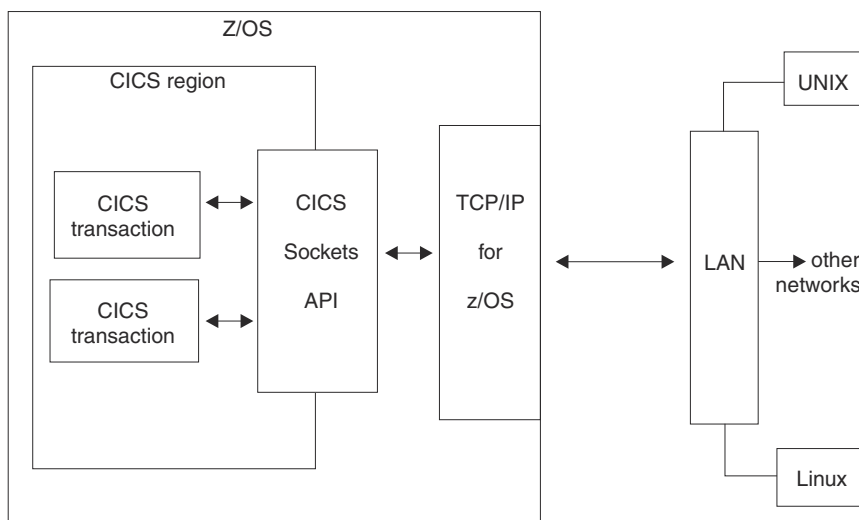 Z/OS
CICS region
CICS
transaction
CICS
transaction
CICS
Sockets
API
TCP/IP
for
z/OS
LAN
UNIX
other
networks
Linux